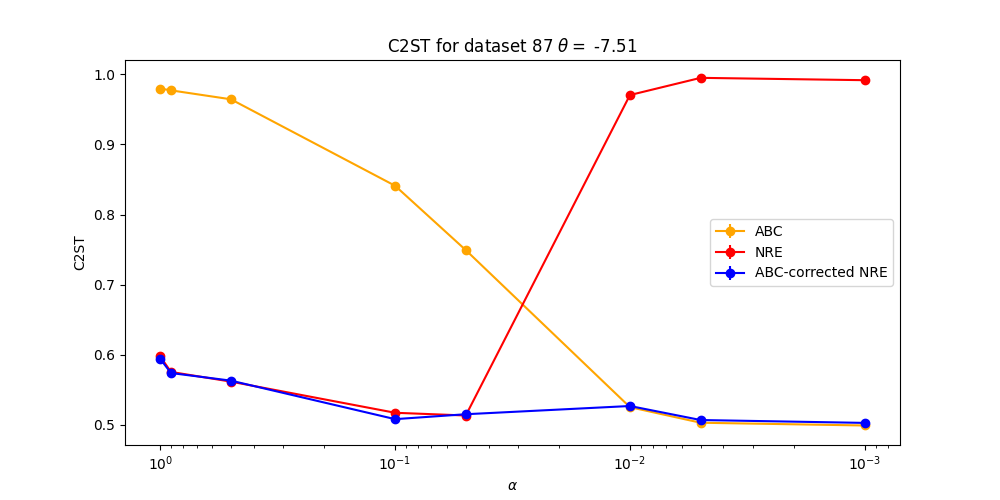 C2ST for dataset 87 θ = -7.51
C2ST
1.0
0.9
0.8
0.7
0.6
0.5
ABC
NRE
ABC-corrected NRE
10⁰
10⁻¹
10⁻²
10⁻³
α